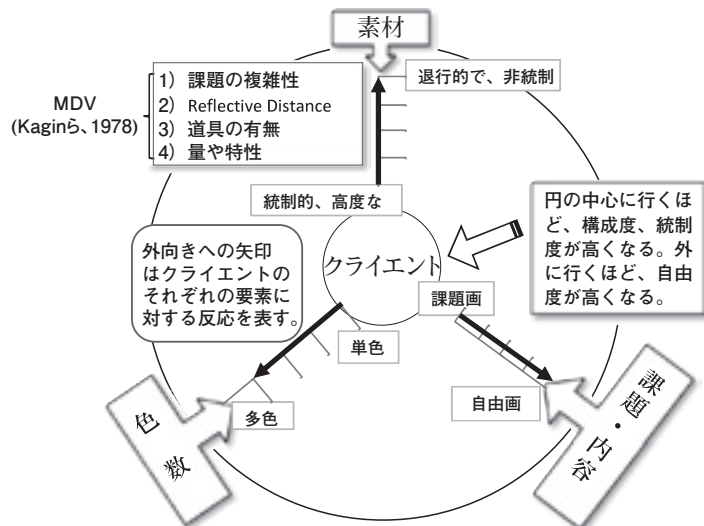 素材
1) 課題の複雑性
2) Reflective Distance
3) 道具の有無
4) 量や特性
MDV
(Kaginら、1978)
退行的で、非統制
統制的、高度な
円の中心に行くほ
ど、構成度、統制
度が高くなる。外
に行くほど、自由
度が高くなる。
外向きへの矢印
はクライエントの
それぞれの要素に
対する反応を表す。
クライエント
課題画
単色
自由画
多色
色数
課題・内容